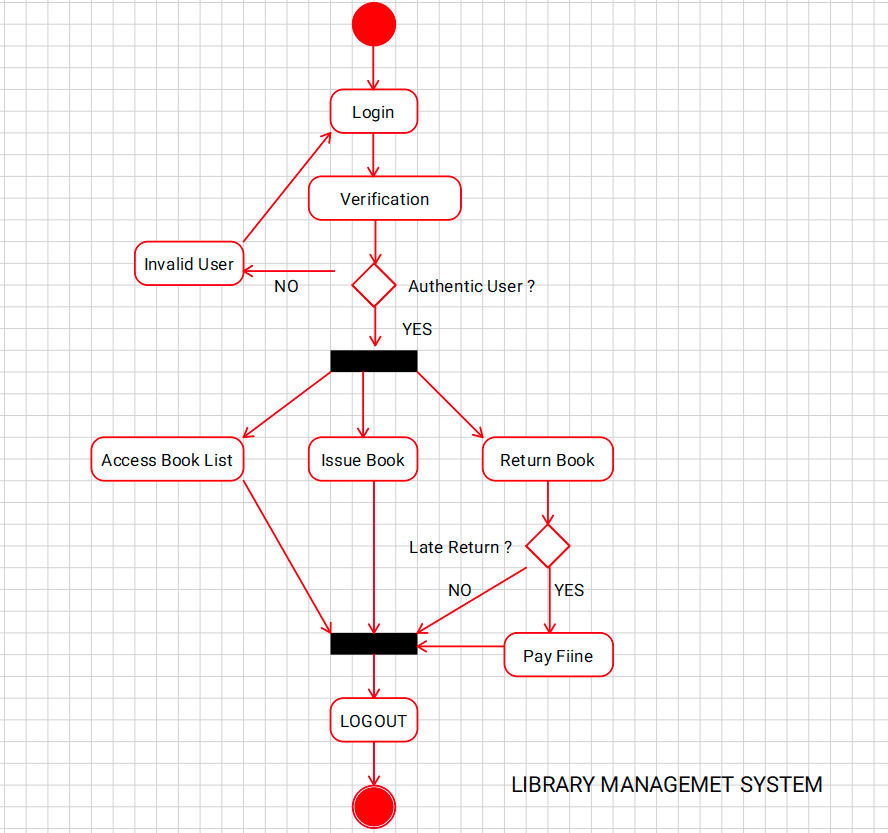 Login
Verification
Invalid User
NO
Authentic User ?
YES
Access Book List
Issue Book
Return Book
Late Return ?
NO
YES
Pay Fiine
LOGOUT
LIBRARY MANAGEMET SYSTEM